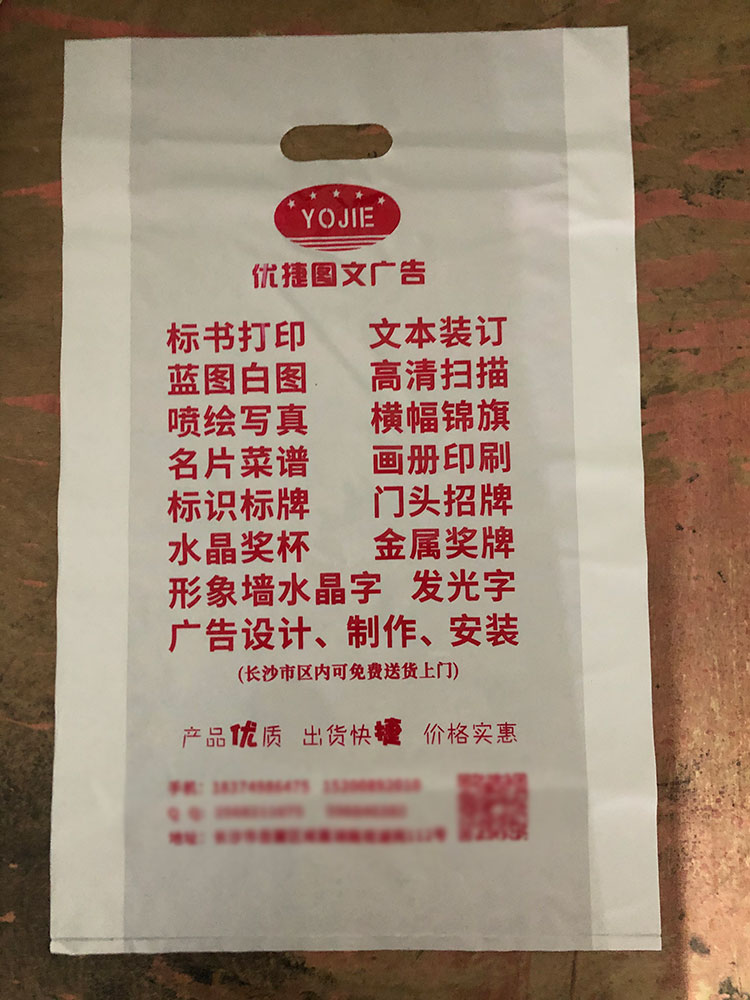 YOJIE
优捷图文广告
标书打印 文本装订
蓝图白图 高清扫描
喷绘写真 横幅锦旗
名片菜谱 画册印刷
标识标牌 门头招牌
水晶奖杯 金属奖牌
形象墙水晶字 发光字
广告设计、制作、安装
(长沙市区内可免费送货上门)
产品优质 出货快捷 价格实惠
手机:
Q Q:
地址: